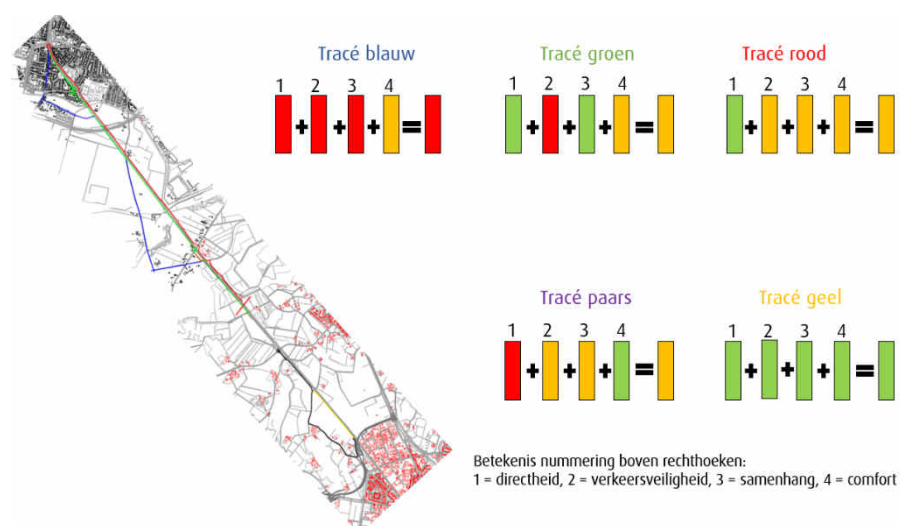 Tracé blauw
1 2 3 4
+ + + =
Tracé groen
1 2 3 4
+ + + =
Tracé rood
1 2 3 4
+ + + =
Tracé paars
1 2 3 4
+ + + =
Tracé geel
1 2 3 4
+ + + =
Betekenis nummering boven rechthoeken:
1 = directheid, 2 = verkeersveiligheid, 3 = samenhang, 4 = comfort